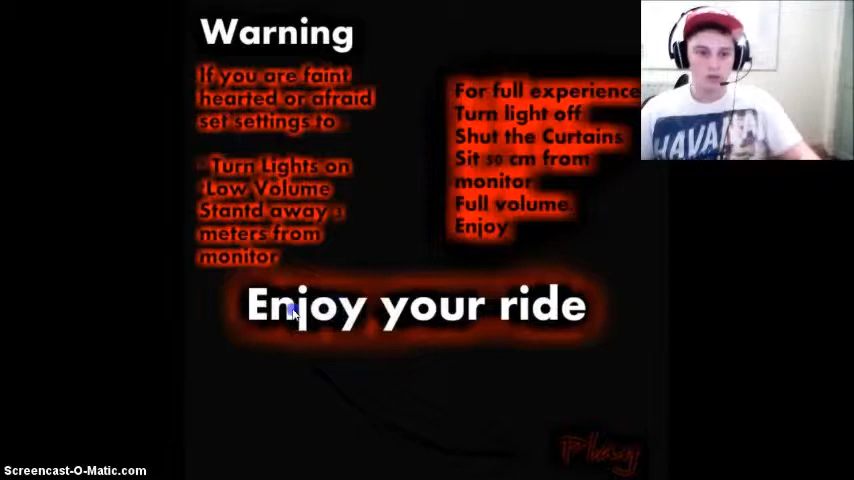 Warning
If you are faint
hearted or afraid
set settings to
- Turn Lights on
:Low Volume
Stantd away 3
meters from
monitor
For full experience
Turn light off
Shut the Curtains
Sit 50 cm from
monitor
Full volume.
Enjoy
Enjoy your ride
HAVANA
Screencast-O-Matic.com